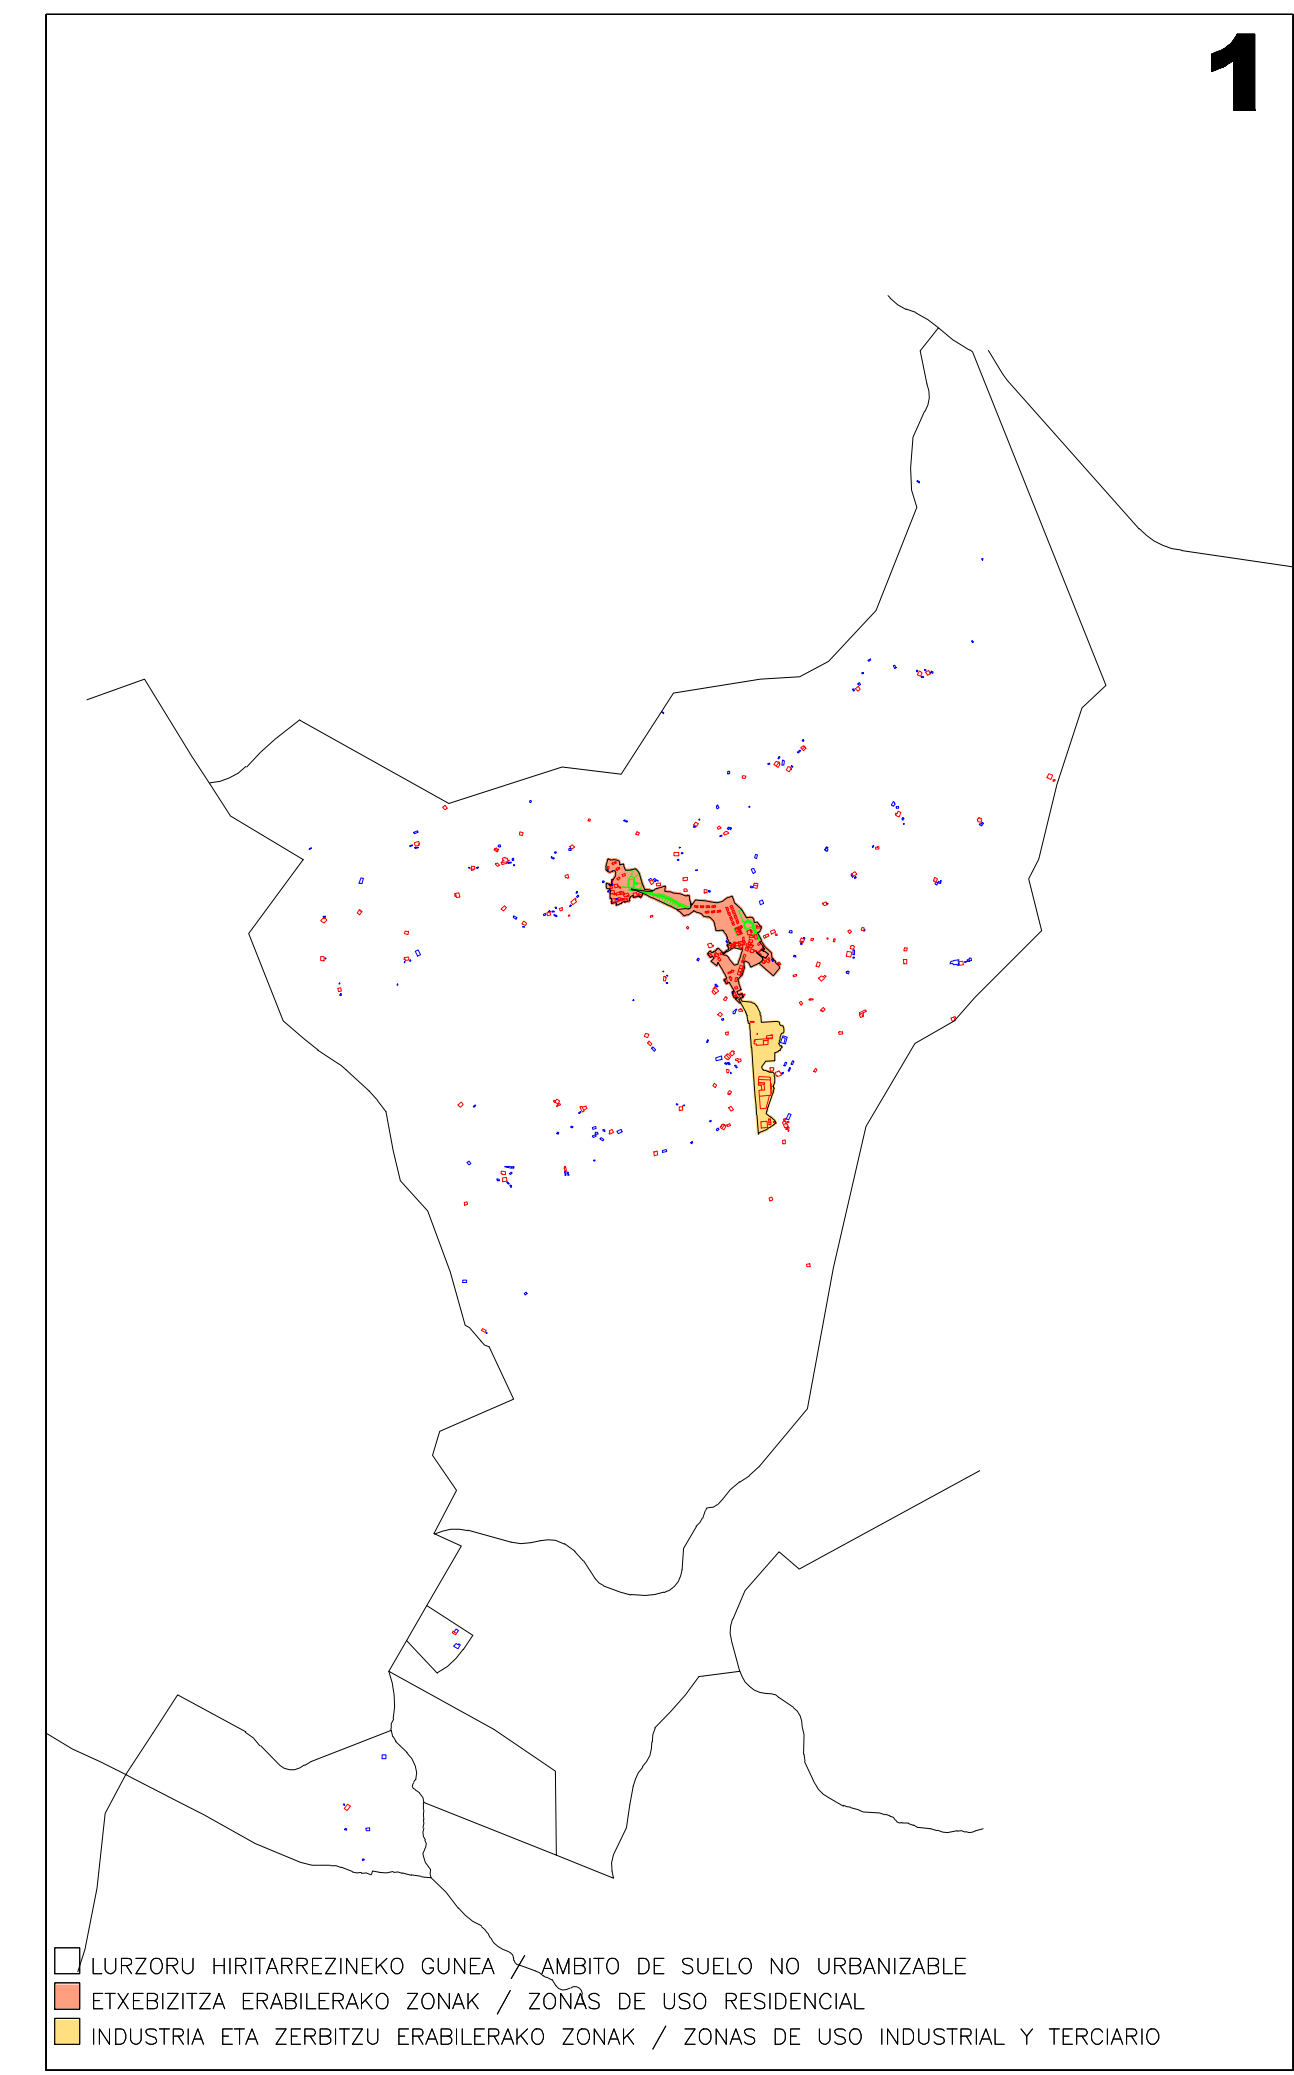 1
LURZORU HIRITARREZINEKO GUNEA / AMBITO DE SUELO NO URBANIZABLE
ETXEBIZITZA ERABILERAKO ZONAK / ZONAS DE USO RESIDENCIAL
INDUSTRIA ETA ZERBITZU ERABILERAKO ZONAK / ZONAS DE USO INDUSTRIAL Y TERCIARIO